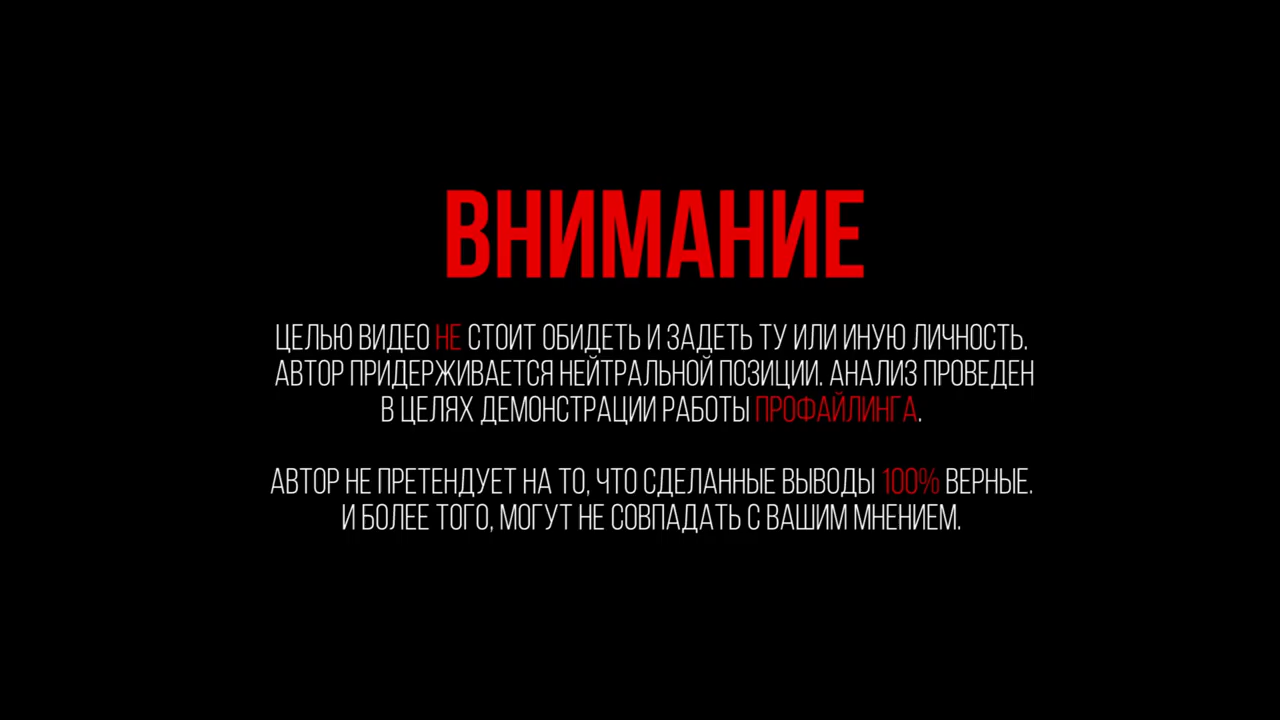 ВНИМАНИЕ
ЦЕЛЬЮ ВИДЕО НЕ СТОИТ ОБИДЕТЬ И ЗАДЕТЬ ТУ ИЛИ ИНУЮ ЛИЧНОСТЬ.
АВТОР ПРИДЕРЖИВАЕТСЯ НЕЙТРАЛЬНОЙ ПОЗИЦИИ. АНАЛИЗ ПРОВЕДЕН
В ЦЕЛЯХ ДЕМОНСТРАЦИИ РАБОТЫ ПРОФАЙЛИНГА.
АВТОР НЕ ПРЕТЕНДУЕТ НА ТО, ЧТО СДЕЛАННЫЕ ВЫВОДЫ 100% ВЕРНЫЕ.
И БОЛЕЕ ТОГО, МОГУТ НЕ СОВПАДАТЬ С ВАШИМ МНЕНИЕМ.